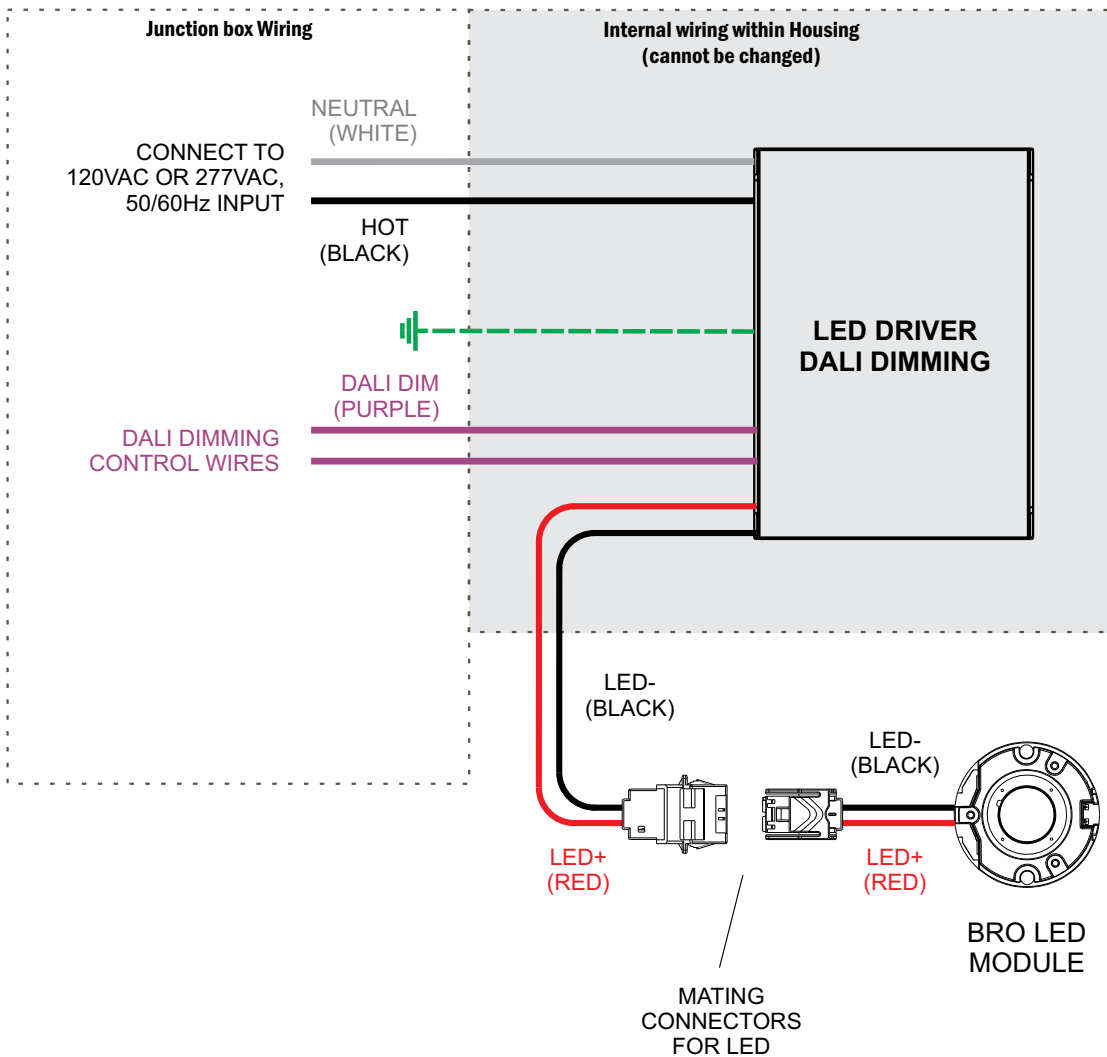 Junction box Wiring
Internal wiring within Housing
(cannot be changed)
NEUTRAL
(WHITE)
CONNECT TO
120VAC OR 277VAC,
50/60Hz INPUT
HOT
(BLACK)
LED DRIVER
DALI DIMMING
DALI DIM
(PURPLE)
DALI DIMMING
CONTROL WIRES
LED-
(BLACK)
LED-
(BLACK)
LED+
(RED)
LED+
(RED)
BRO LED
MODULE
MATING
CONNECTORS
FOR LED